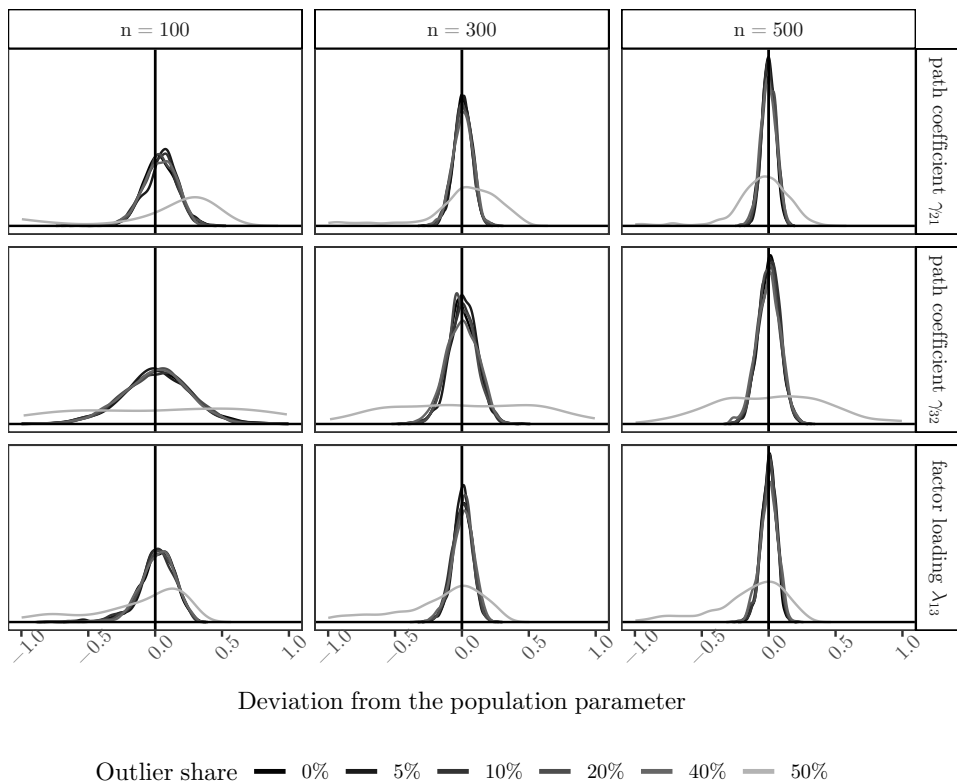 n = 100
n = 300
n = 500
path coefficient γ21
path coefficient γ32
factor loading λ13
−1.0 −0.5 0.0 0.5 1.0
−1.0 −0.5 0.0 0.5 1.0
−1.0 −0.5 0.0 0.5 1.0
Deviation from the population parameter
Outlier share 0% 5% 10% 20% 40% 50%